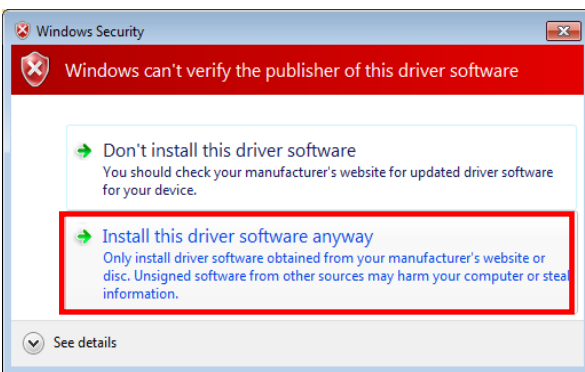 Windows Security
Windows can't verify the publisher of this driver software
Don't install this driver software
You should check your manufacturer's website for updated driver software
for your device.
Install this driver software anyway
Only install driver software obtained from your manufacturer's website or
disc. Unsigned software from other sources may harm your computer or steal
information.
See details